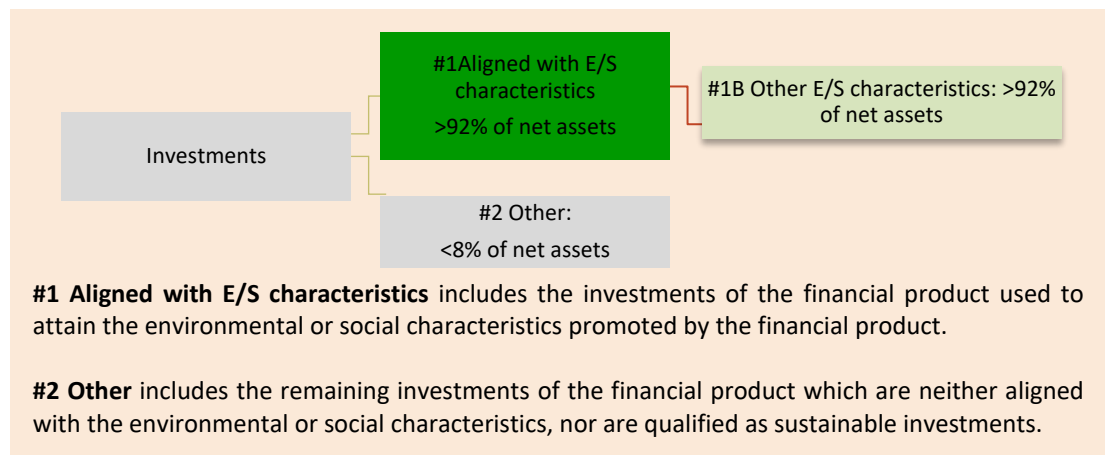 #1Aligned with E/S
characteristics
>92% of net assets
#1B Other E/S characteristics: >92%
of net assets
Investments
#2 Other:
<8% of net assets
#1 Aligned with E/S characteristics includes the investments of the financial product used to
attain the environmental or social characteristics promoted by the financial product.
#2 Other includes the remaining investments of the financial product which are neither aligned
with the environmental or social characteristics, nor are qualified as sustainable investments.